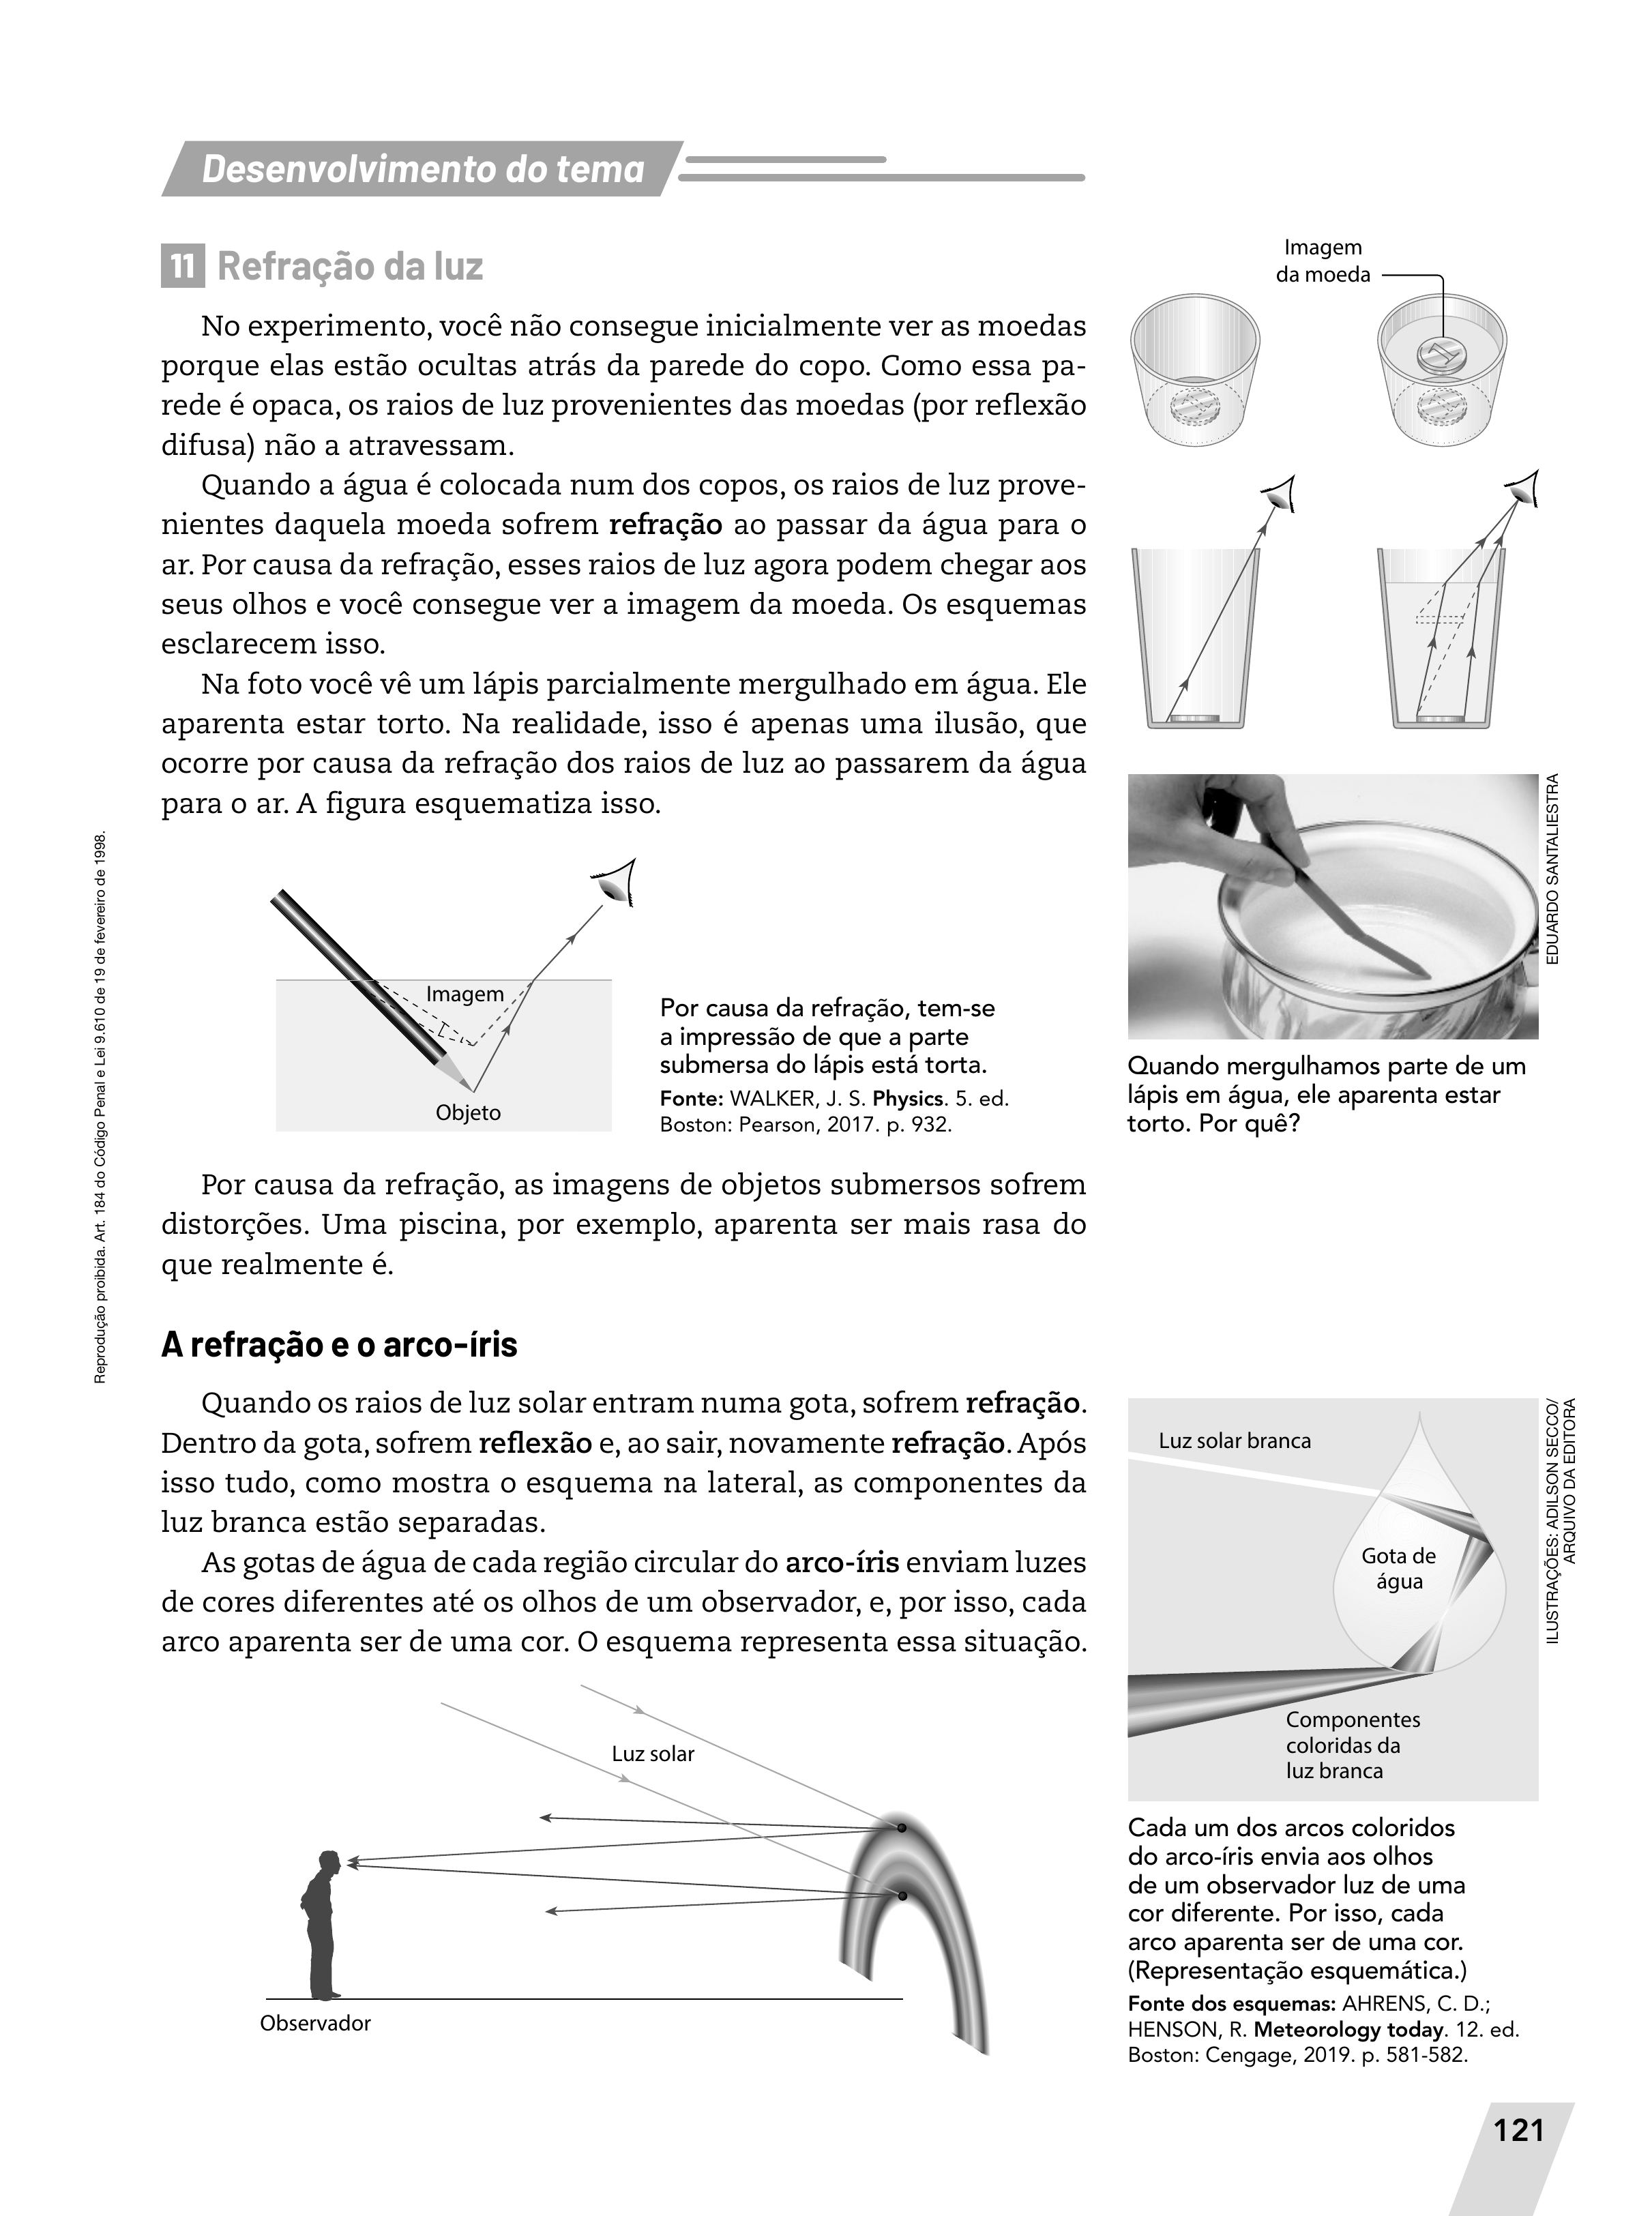 Desenvolvimento do tema
11 Refração da luz
No experimento, você não consegue inicialmente ver as moedas
porque elas estão ocultas atrás da parede do copo. Como essa pa-
rede é opaca, os raios de luz provenientes das moedas (por reflexão
difusa) não a atravessam.
Quando a água é colocada num dos copos, os raios de luz prove-
nientes daquela moeda sofrem refração ao passar da água para o
ar. Por causa da refração, esses raios de luz agora podem chegar aos
seus olhos e você consegue ver a imagem da moeda. Os esquemas
esclarecem isso.
Na foto você vê um lápis parcialmente mergulhado em água. Ele
aparenta estar torto. Na realidade, isso é apenas uma ilusão, que
ocorre por causa da refração dos raios de luz ao passarem da água
para o ar. A figura esquematiza isso.
Imagem
da moeda
1
EDUARDO SANTALIESTRA
Quando mergulhamos parte de um
lápis em água, ele aparenta estar
torto. Por quê?
Imagem
Objeto
Por causa da refração, tem-se
a impressão de que a parte
submersa do lápis está torta.
Fonte: WALKER, J. S. Physics. 5. ed.
Boston: Pearson, 2017. p. 932.
Por causa da refração, as imagens de objetos submersos sofrem
distorções. Uma piscina, por exemplo, aparenta ser mais rasa do
que realmente é.
A refração e o arco-íris
Quando os raios de luz solar entram numa gota, sofrem refração.
Dentro da gota, sofrem reflexão e, ao sair, novamente refração. Após
isso tudo, como mostra o esquema na lateral, as componentes da
luz branca estão separadas.
As gotas de água de cada região circular do arco-íris enviam luzes
de cores diferentes até os olhos de um observador, e, por isso, cada
arco aparenta ser de uma cor. O esquema representa essa situação.
Luz solar
Observador
Luz solar branca
Gota de
água
Componentes
coloridas da
luz branca
ILUSTRAÇÕES: ADILSON SECCO/
ARQUIVO DA EDITORA
Cada um dos arcos coloridos
do arco-íris envia aos olhos
de um observador luz de uma
cor diferente. Por isso, cada
arco aparenta ser de uma cor.
(Representação esquemática.)
Fonte dos esquemas: AHRENS, C. D.;
HENSON, R. Meteorology today. 12. ed.
Boston: Cengage, 2019. p. 581-582.
Reprodução proibida. Art. 184 do Código Penal e Lei 9.610 de 19 de fevereiro de 1998.
121